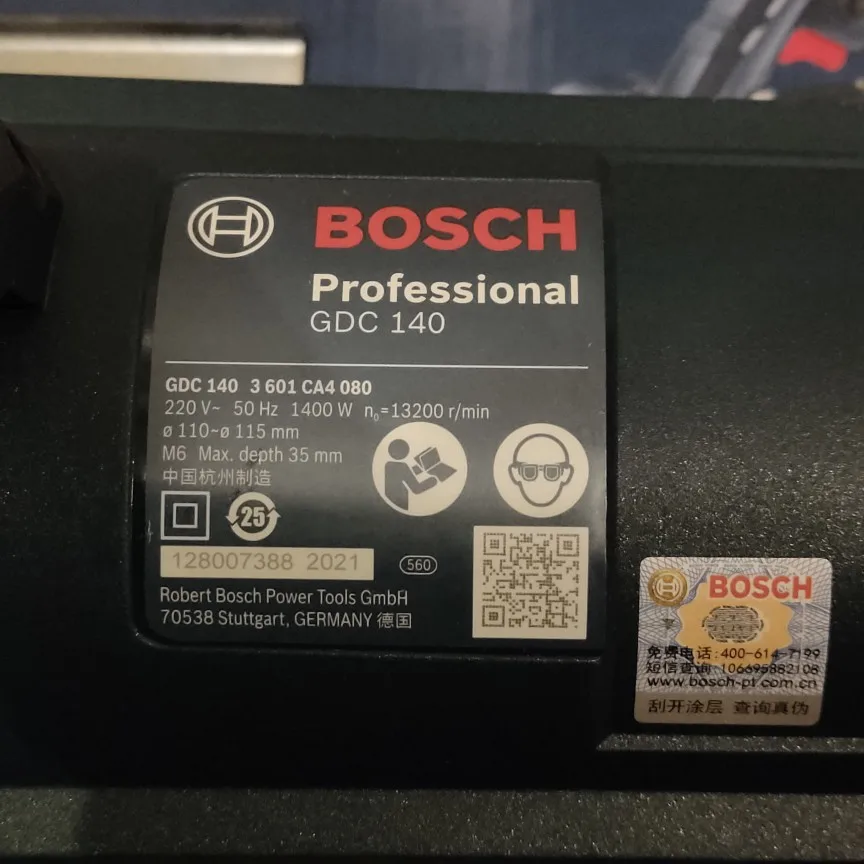 BOSCH
Professional
GDC 140
GDC 140 3 601 CA4 080
220 V~ 50 Hz 1400 W n₀=13200 r/min
ø 110~ø 115 mm
M6 Max. depth 35 mm
中国杭州制造
25
128007388 2021
560
Robert Bosch Power Tools GmbH
70538 Stuttgart, GERMANY 德国
BOSCH
免费电话:400-614-7199
短信查询:106695882108
www.bosch-pt.com.cn
刮开涂层 查询真伪